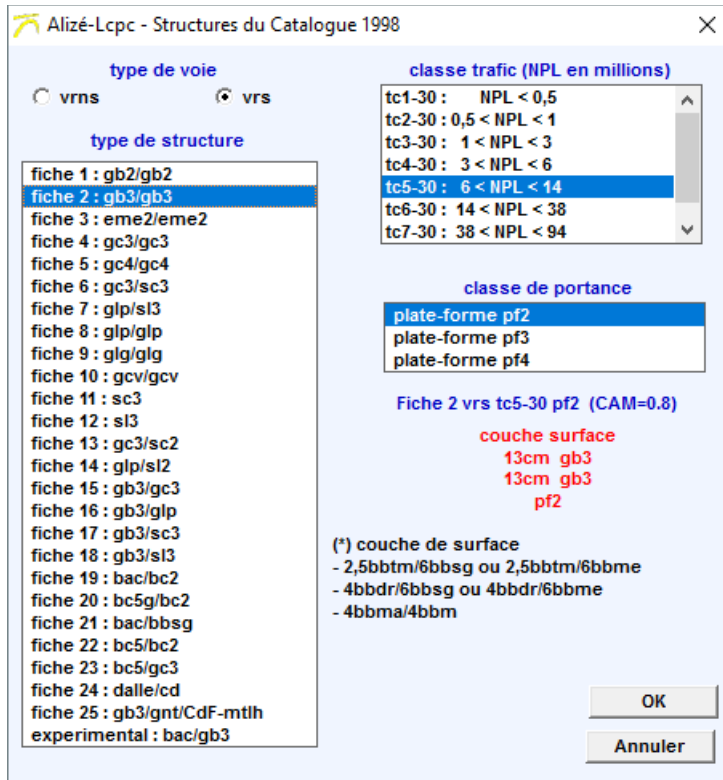 Alizé-Lcpc - Structures du Catalogue 1998
type de voie
vrns
vrs
type de structure
fiche 1 : gb2/gb2
fiche 2 : gb3/gb3
fiche 3 : eme2/eme2
fiche 4 : gc3/gc3
fiche 5 : gc4/gc4
fiche 6 : gc3/sc3
fiche 7 : glp/sl3
fiche 8 : glp/glp
fiche 9 : glg/glg
fiche 10 : gcv/gcv
fiche 11 : sc3
fiche 12 : sl3
fiche 13 : gc3/sc2
fiche 14 : glp/sl2
fiche 15 : gb3/gc3
fiche 16 : gb3/glp
fiche 17 : gb3/sc3
fiche 18 : gb3/sl3
fiche 19 : bac/bc2
fiche 20 : bc5g/bc2
fiche 21 : bac/bbsg
fiche 22 : bc5/bc2
fiche 23 : bc5/gc3
fiche 24 : dalle/cd
fiche 25 : gb3/gnt/CdF-mtlh
experimental : bac/gb3
classe trafic (NPL en millions)
tc1-30 : NPL < 0,5
tc2-30 : 0,5 < NPL < 1
tc3-30 : 1 < NPL < 3
tc4-30 : 3 < NPL < 6
tc5-30 : 6 < NPL < 14
tc6-30 : 14 < NPL < 38
tc7-30 : 38 < NPL < 94
classe de portance
plate-forme pf2
plate-forme pf3
plate-forme pf4
Fiche 2 vrs tc5-30 pf2 (CAM=0.8)
couche surface
13cm gb3
13cm gb3
pf2
(*) couche de surface
- 2,5bbtm/6bbsg ou 2,5bbtm/6bbme
- 4bbdr/6bbsg ou 4bbdr/6bbme
- 4bbma/4bbm
OK
Annuler